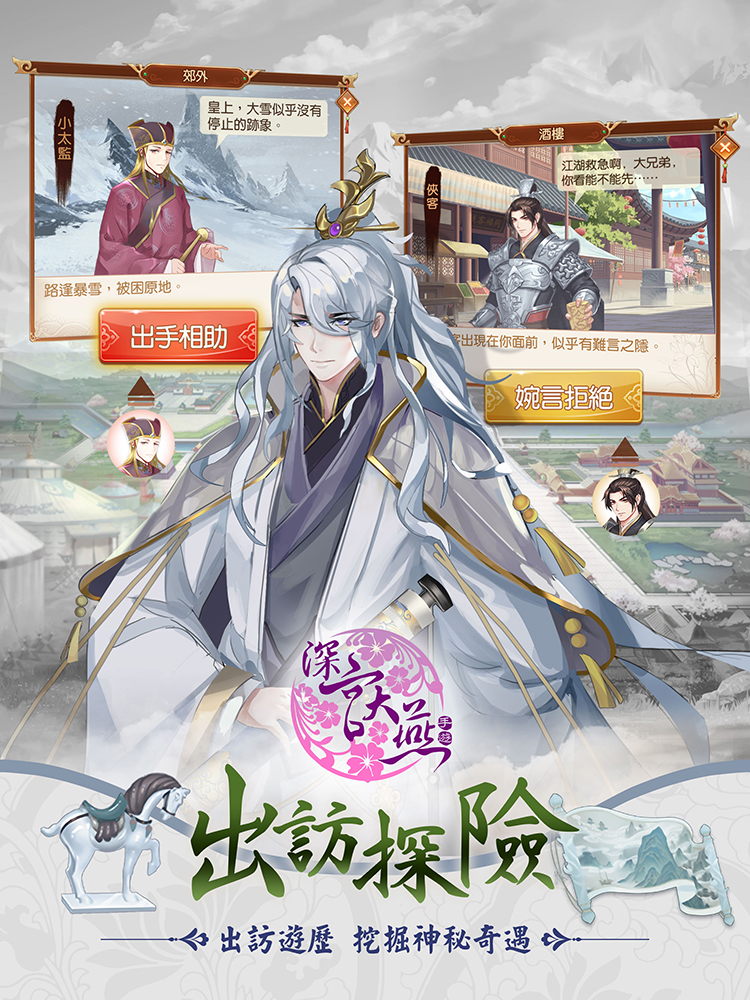 郊外
小太監
皇上，大雪似乎沒有
停止的跡象。
路逢暴雪，被困原地。
出手相助
酒樓
俠客
江湖救急啊，大兄弟，
你看能不能先……
客出現在你面前，似乎有難言之隱。
婉言拒絕
深宮大燕
手遊
出訪探險
出訪遊歷 挖掘神秘奇遇